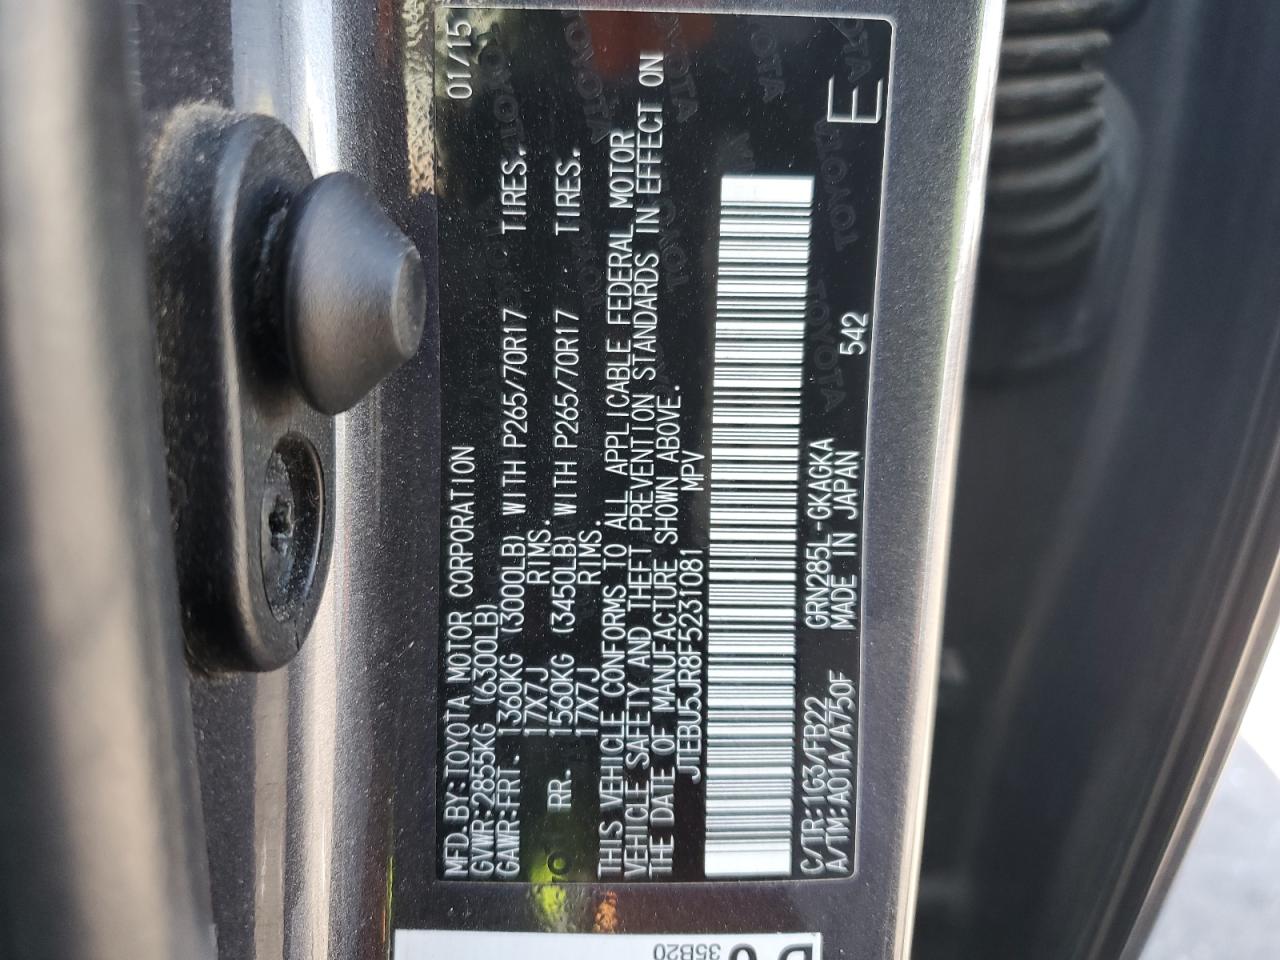 MFD.BY:TOYOTA MOTOR CORPORATION 01/15
GVWR:2855KG (6300LB)
GAWR:FRT. 1360KG (3000LB) WITH P265/70R17 TIRES.
17X7J RIMS.
RR. 1560KG (3450LB) WITH P265/70R17 TIRES.
17X7J RIMS.
THIS VEHICLE CONFORMS TO ALL APPLICABLE FEDERAL MOTOR
VEHICLE SAFETY AND THEFT PREVENTION STANDARDS IN EFFECT ON
THE DATE OF MANUFACTURE SHOWN ABOVE.
JTEBU5JR8F5231081 MPV
E
C/TR:1G3/FB22 GRN285L-GKAGKA
A/TM:A01A/A750F MADE IN JAPAN 542
35B20